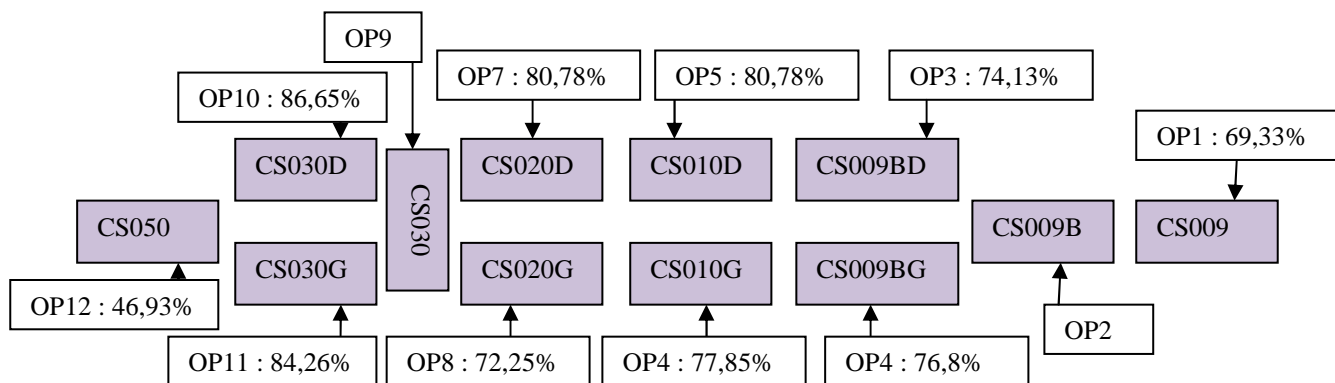 OP9
OP7 : 80,78%
OP5 : 80,78%
OP3 : 74,13%
OP10 : 86,65%
OP1 : 69,33%
CS030D
CS030
CS020D
CS010D
CS009BD
CS050
CS009B
CS009
CS030G
CS020G
CS010G
CS009BG
OP12 : 46,93%
OP2
OP11 : 84,26%
OP8 : 72,25%
OP4 : 77,85%
OP4 : 76,8%